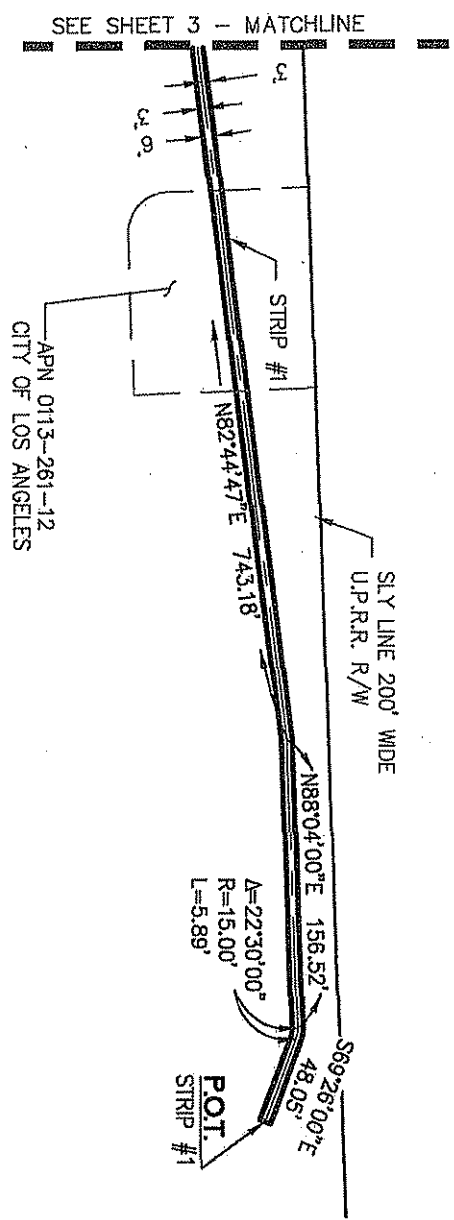 SEE SHEET 3 - MATCHLINE
3'
3'
6'
STRIP #1
APN 0113-261-12
CITY OF LOS ANGELES
N82°44'47"E 743.18'
SLY LINE 200' WIDE
U.P.R.R. R/W
N88°04'00"E 156.52'
Δ=22°30'00"
R=15.00'
L=5.89'
S69°26'00"E
48.05'
P.O.T.
STRIP #1